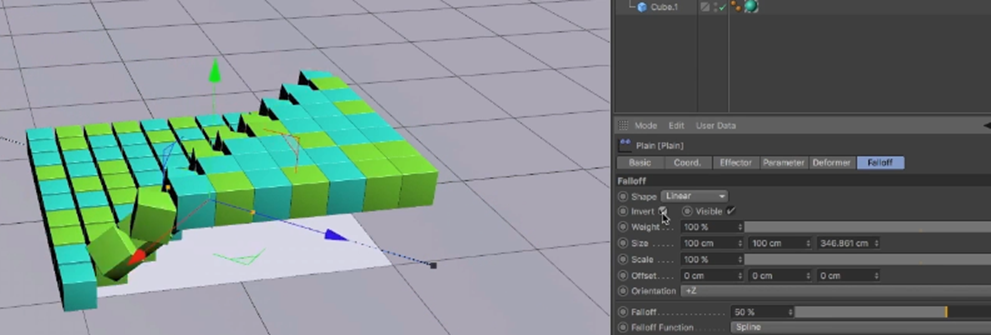 Cube.1
Mode Edit User Data
Plain [Plain]
Basic Coord. Effector Parameter Deformer Falloff
Falloff
Shape Linear
Invert Visible
Weight . . . 100 %
Size . . . . . 100 cm 100 cm 346.861 cm
Scale . . . . 100 %
Offset . . . . 0 cm 0 cm 0 cm
Orientation +Z
Falloff . . . . . . . . . . . . . . 50 %
Falloff Function . Spline